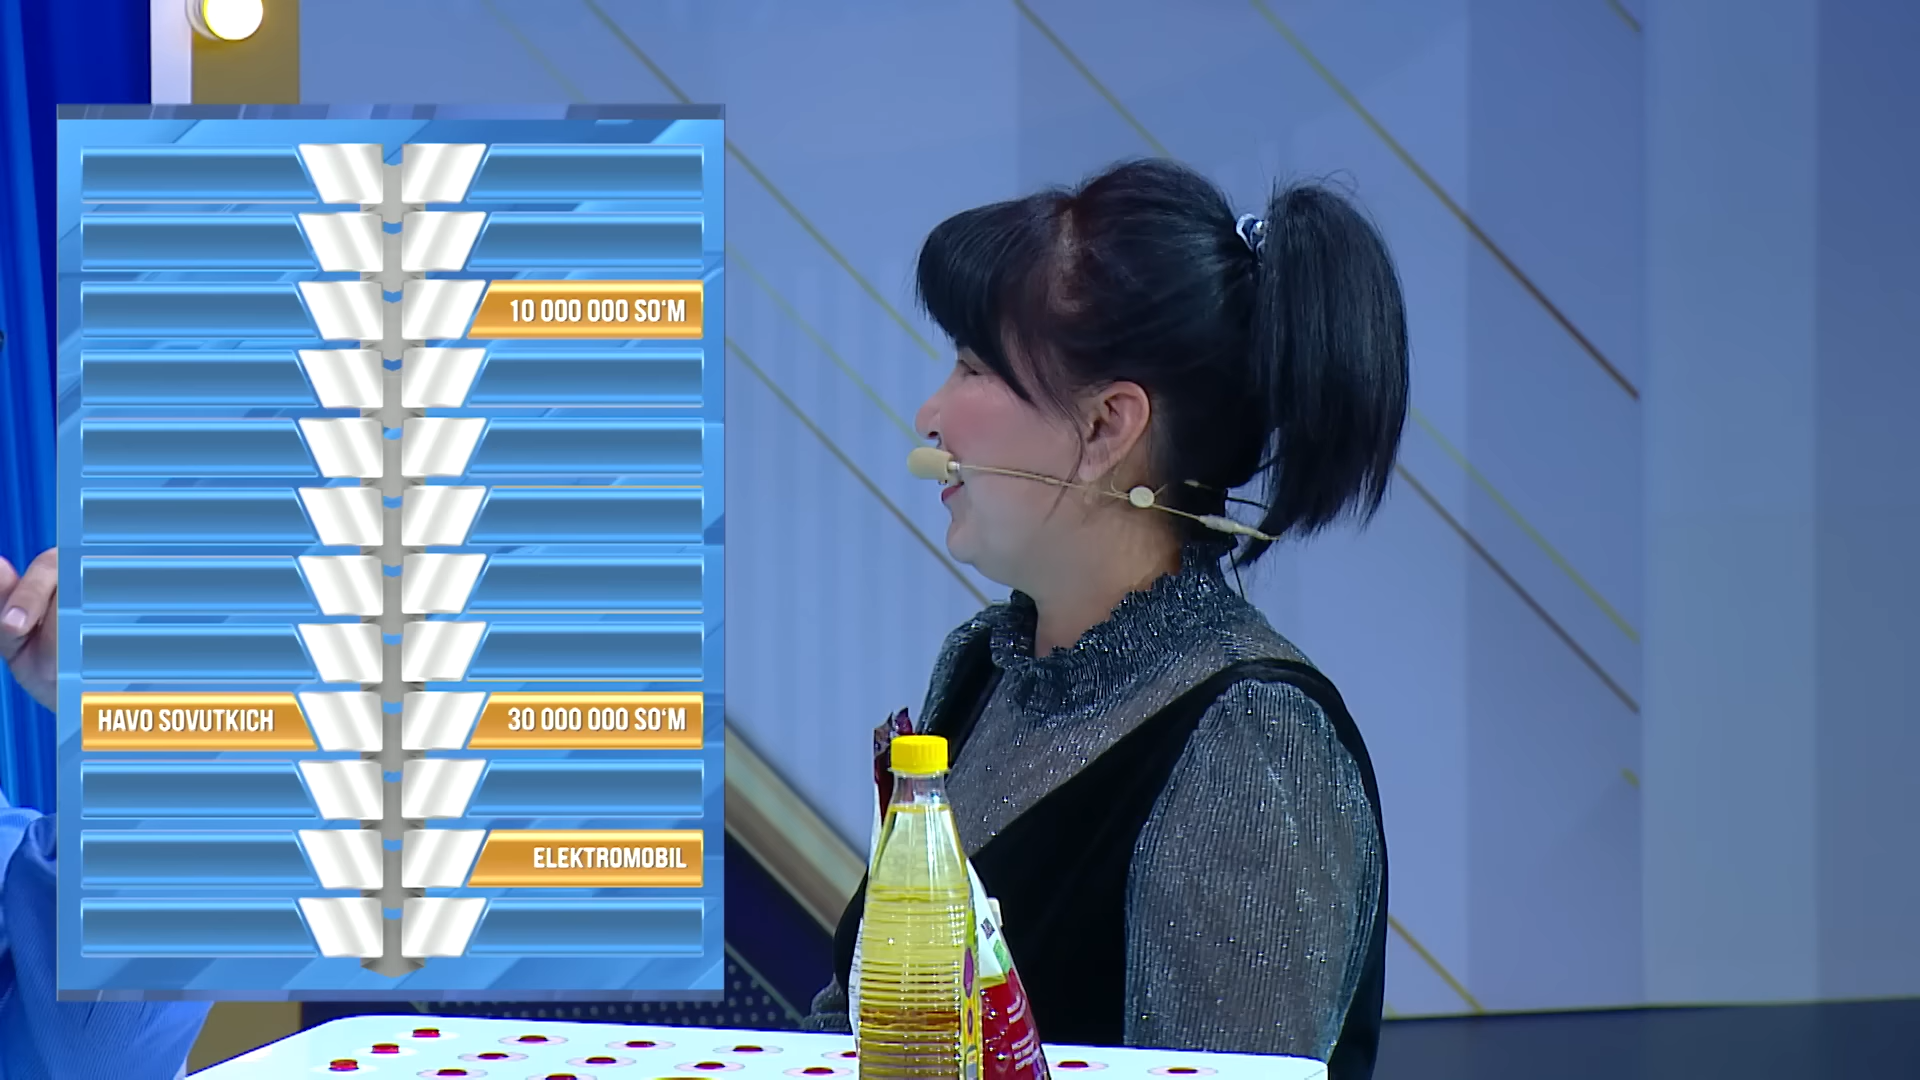 10 000 000 SO‘M
HAVO SOVUTKICH
30 000 000 SO‘M
ELEKTROMOBIL